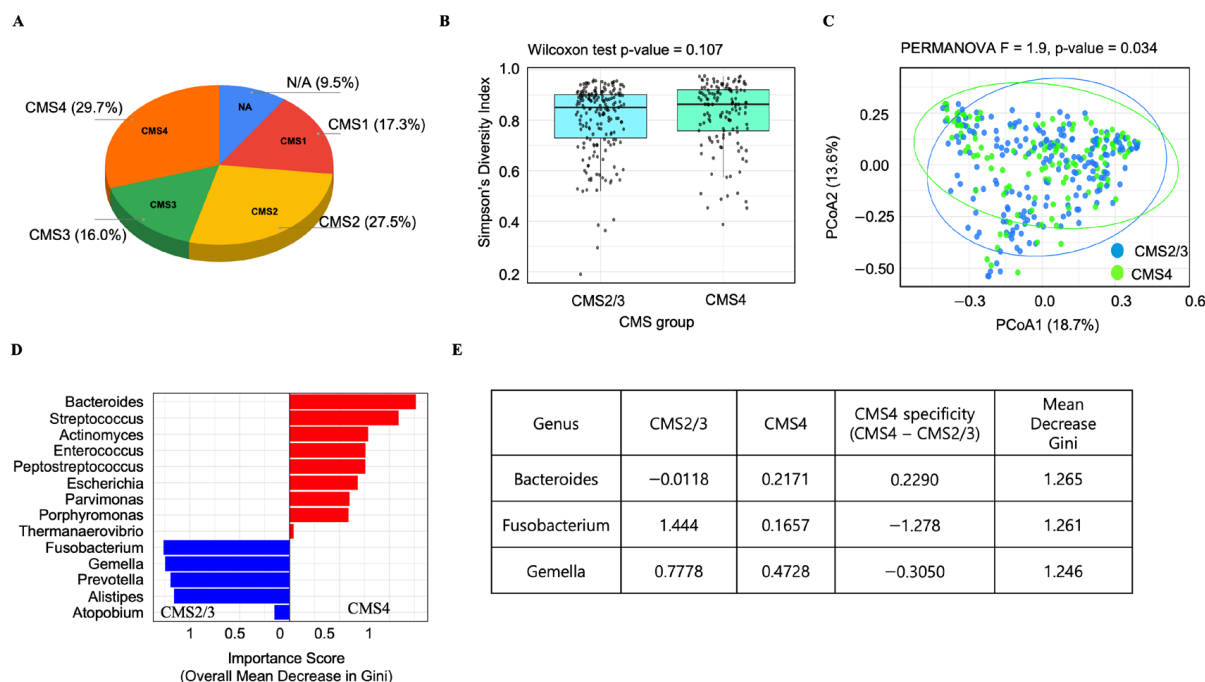 A
N/A (9.5%)
CMS4 (29.7%)
CMS1 (17.3%)
CMS3 (16.0%)
CMS2 (27.5%)
NA
CMS1
CMS4
CMS3
CMS2
B
Wilcoxon test p-value = 0.107
Simpson's Diversity Index
1.0
0.8
0.6
0.4
0.2
CMS2/3
CMS4
CMS group
C
PERMANOVA F = 1.9, p-value = 0.034
PCoA2 (13.6%)
0.25
0.00
−0.25
−0.50
CMS2/3
CMS4
−0.3
0.0
0.3
0.6
PCoA1 (18.7%)
D
Bacteroides
Streptococcus
Actinomyces
Enterococcus
Peptostreptococcus
Escherichia
Parvimonas
Porphyromonas
Thermanaerovibrio
Fusobacterium
Gemella
Prevotella
Alistipes
Atopobium
CMS2/3
CMS4
1 0.5 0 0.5 1
Importance Score
(Overall Mean Decrease in Gini)
E
Genus CMS2/3 CMS4 CMS4 specificity (CMS4 – CMS2/3) Mean Decrease Gini
Bacteroides −0.0118 0.2171 0.2290 1.265
Fusobacterium 1.444 0.1657 −1.278 1.261
Gemella 0.7778 0.4728 −0.3050 1.246